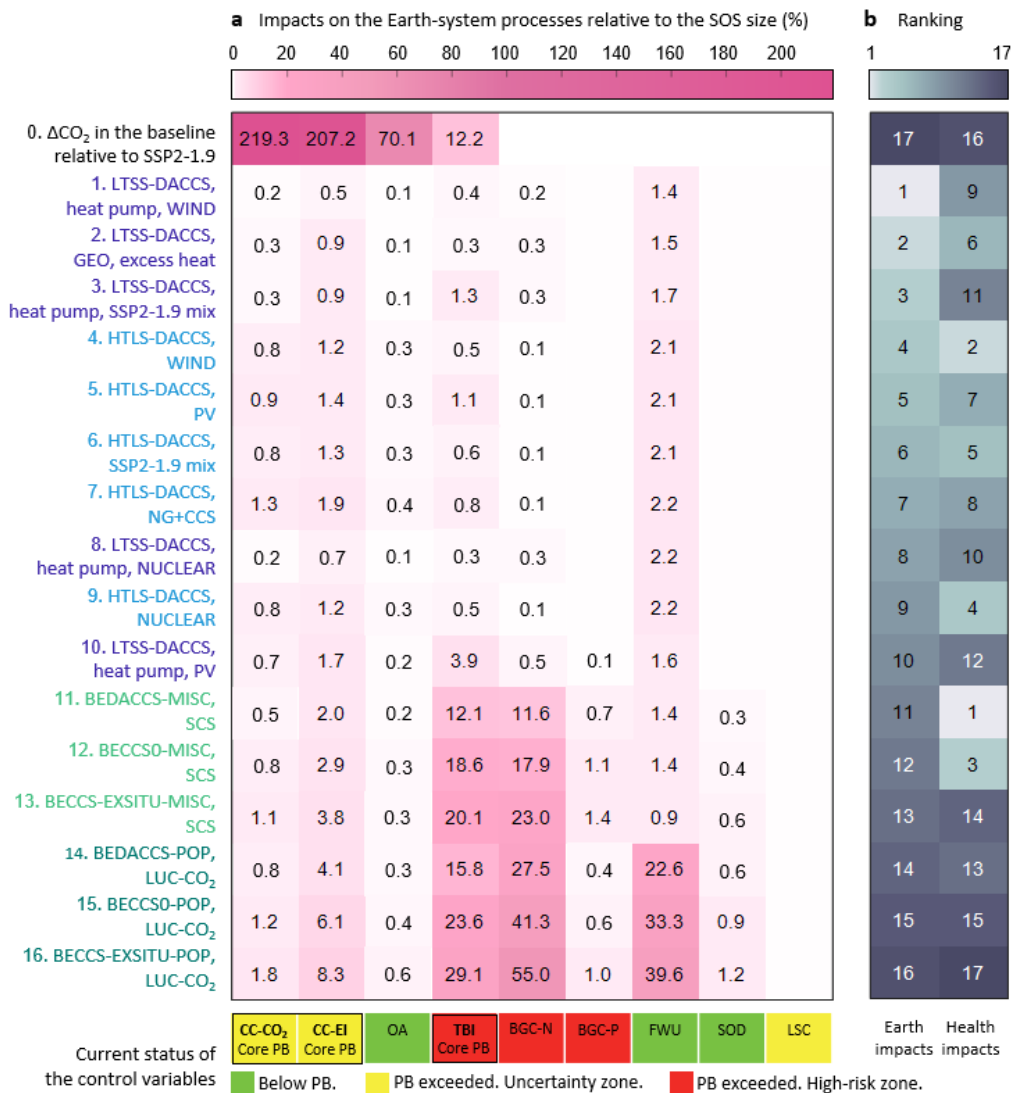 a Impacts on the Earth-system processes relative to the SOS size (%)
0 20 40 60 80 100 120 140 160 180 200
b Ranking
1 17
0. ΔCO₂ in the baseline
relative to SSP2-1.9
219.3 207.2 70.1 12.2 17 16
1. LTSS-DACCS,
heat pump, WIND
0.2 0.5 0.1 0.4 0.2 1.4 1 9
2. LTSS-DACCS,
GEO, excess heat
0.3 0.9 0.1 0.3 0.3 1.5 2 6
3. LTSS-DACCS,
heat pump, SSP2-1.9 mix
0.3 0.9 0.1 1.3 0.3 1.7 3 11
4. HTLS-DACCS,
WIND
0.8 1.2 0.3 0.5 0.1 2.1 4 2
5. HTLS-DACCS,
PV
0.9 1.4 0.3 1.1 0.1 2.1 5 7
6. HTLS-DACCS,
SSP2-1.9 mix
0.8 1.3 0.3 0.6 0.1 2.1 6 5
7. HTLS-DACCS,
NG+CCS
1.3 1.9 0.4 0.8 0.1 2.2 7 8
8. LTSS-DACCS,
heat pump, NUCLEAR
0.2 0.7 0.1 0.3 0.3 2.2 8 10
9. HTLS-DACCS,
NUCLEAR
0.8 1.2 0.3 0.5 0.1 2.2 9 4
10. LTSS-DACCS,
heat pump, PV
0.7 1.7 0.2 3.9 0.5 0.1 1.6 10 12
11. BEDACCS-MISC,
SCS
0.5 2.0 0.2 12.1 11.6 0.7 1.4 0.3 11 1
12. BECCS0-MISC,
SCS
0.8 2.9 0.3 18.6 17.9 1.1 1.4 0.4 12 3
13. BECCS-EXSITU-MISC,
SCS
1.1 3.8 0.3 20.1 23.0 1.4 0.9 0.6 13 14
14. BEDACCS-POP,
LUC-CO₂
0.8 4.1 0.3 15.8 27.5 0.4 22.6 0.6 14 13
15. BECCS0-POP,
LUC-CO₂
1.2 6.1 0.4 23.6 41.3 0.6 33.3 0.9 15 15
16. BECCS-EXSITU-POP,
LUC-CO₂
1.8 8.3 0.6 29.1 55.0 1.0 39.6 1.2 16 17
CC-CO₂ CC-EI OA TBI BGC-N BGC-P FWU SOD LSC
Core PB Core PB Core PB
Earth Health
impacts impacts
Current status of
the control variables
Below PB. PB exceeded. Uncertainty zone. PB exceeded. High-risk zone.